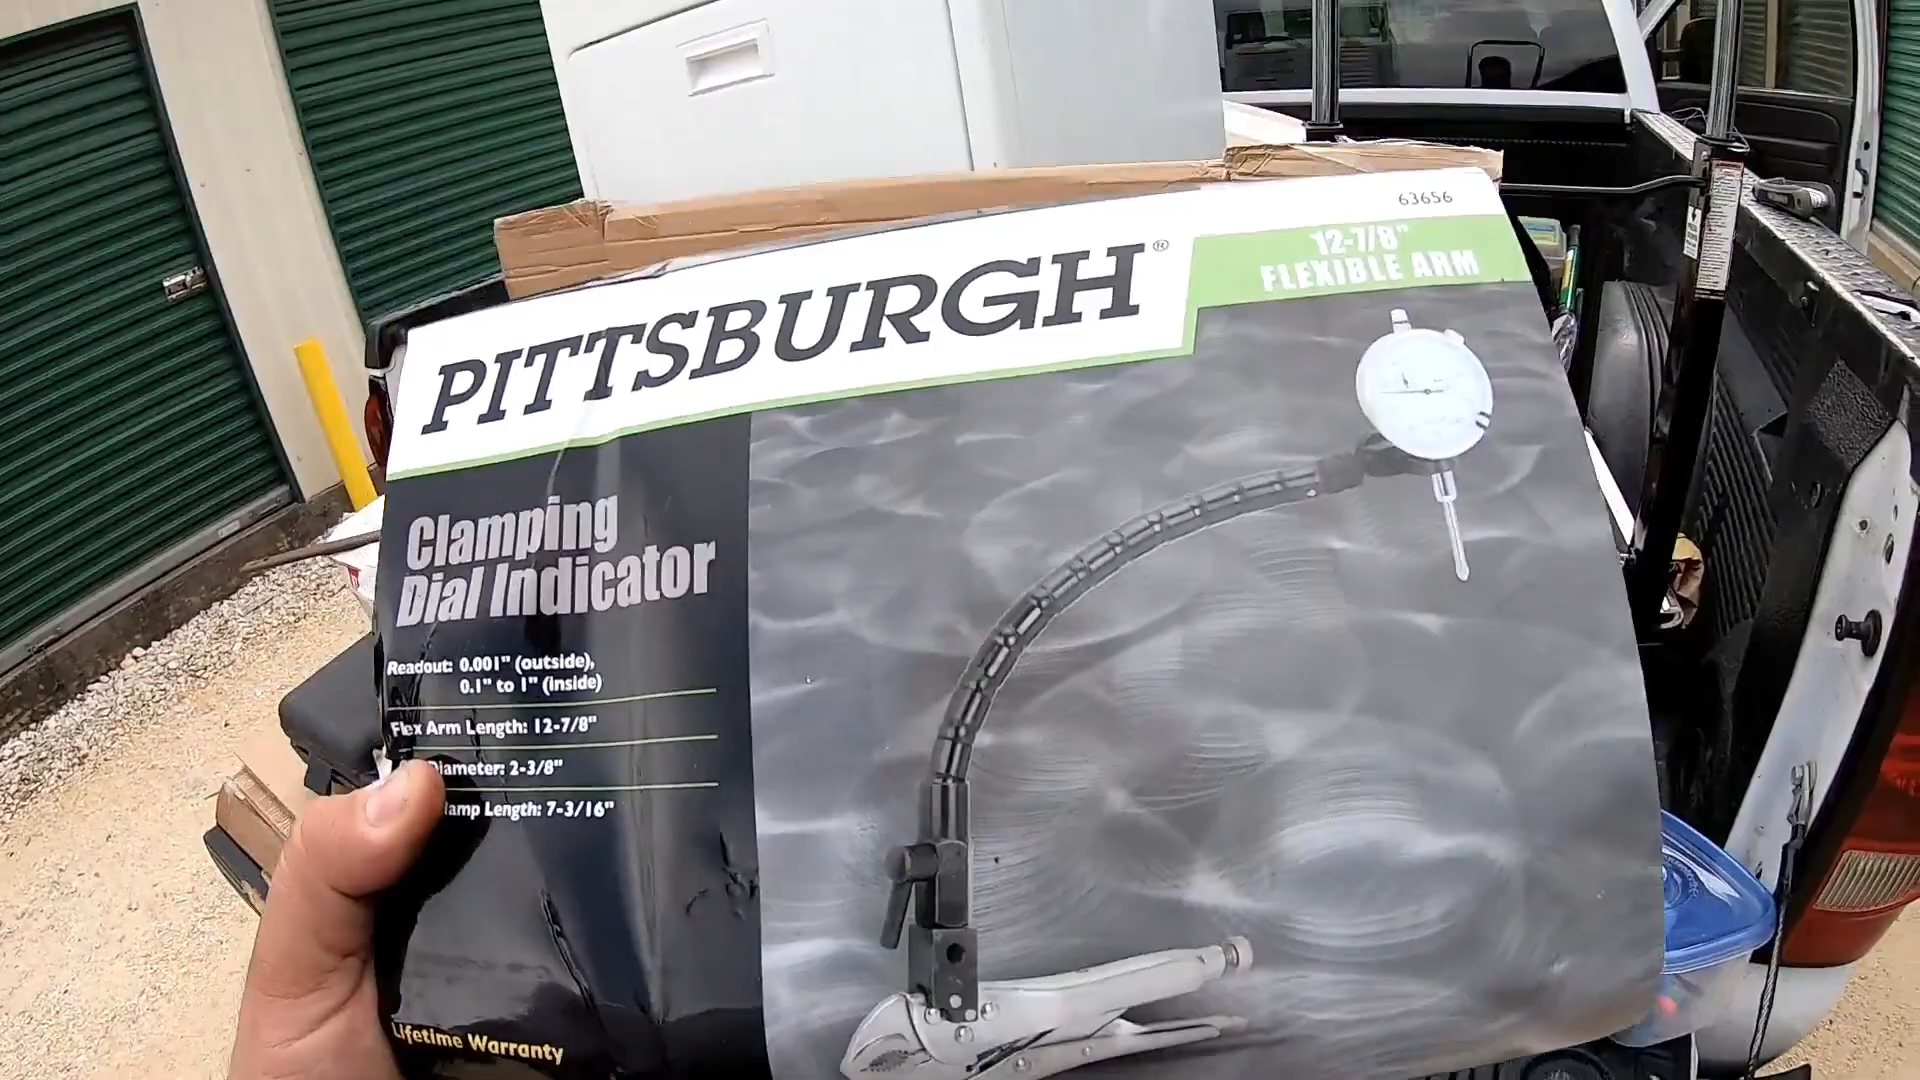 63656
PITTSBURGH®
12-7/8"
FLEXIBLE ARM
Clamping
Dial Indicator
Readout: 0.001" (outside),
0.1" to 1" (inside)
Flex Arm Length: 12-7/8"
Diameter: 2-3/8"
lamp Length: 7-3/16"
Lifetime Warranty